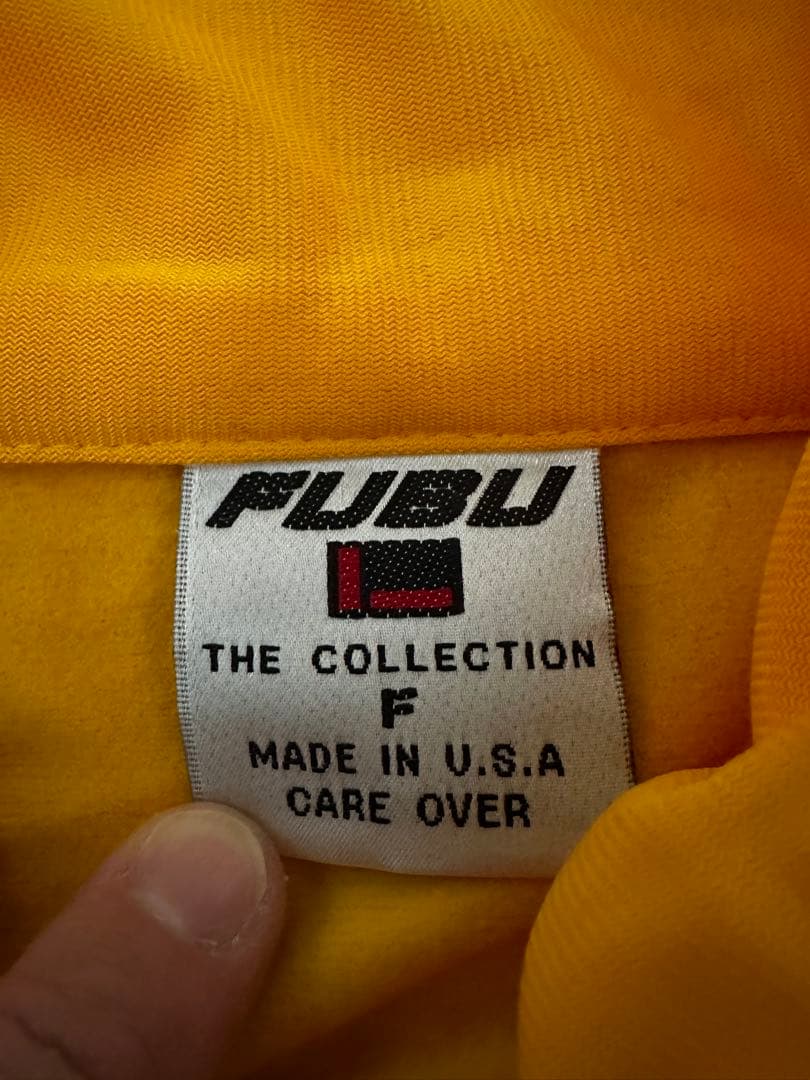 FUBU
THE COLLECTION
F
MADE IN U.S.A
CARE OVER